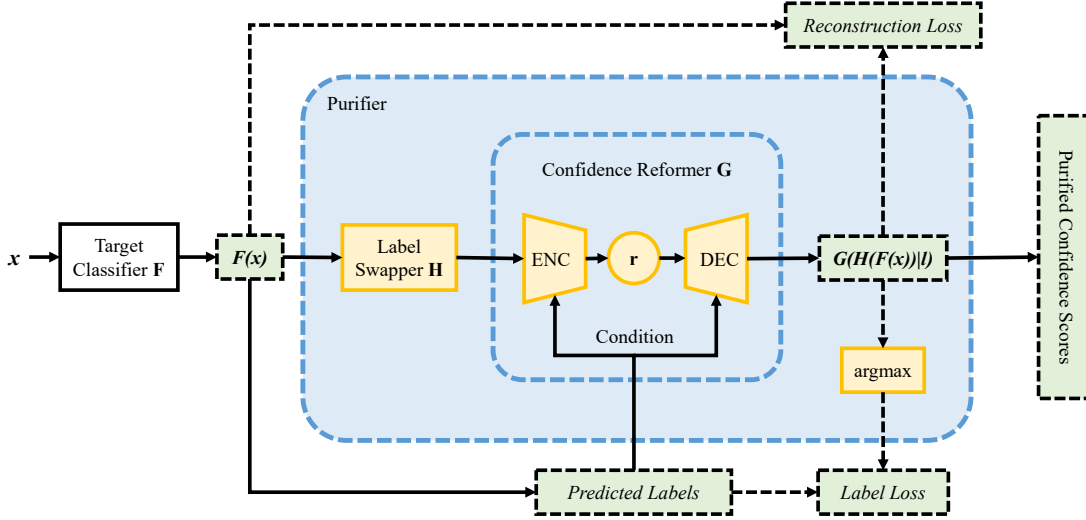 Reconstruction Loss
Purifier
Confidence Reformer G
x
Target
Classifier F
F(x)
Label
Swapper H
ENC
r
DEC
G(H(F(x))|l)
Purified Confidence Scores
Condition
argmax
Predicted Labels
Label Loss